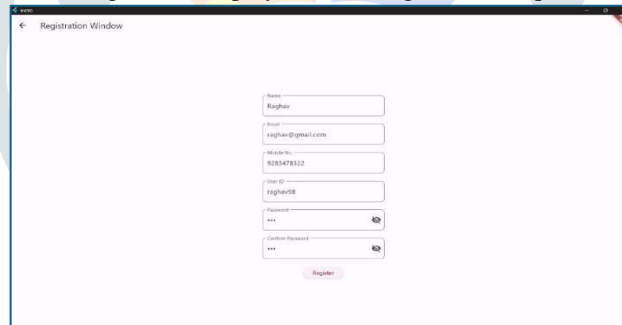 Registration Window
Name
Raghav
Email
raghav@gmail.com
Mobile No.
9283478322
User ID
raghav98
Password
•••
Confirm Password
•••
Register